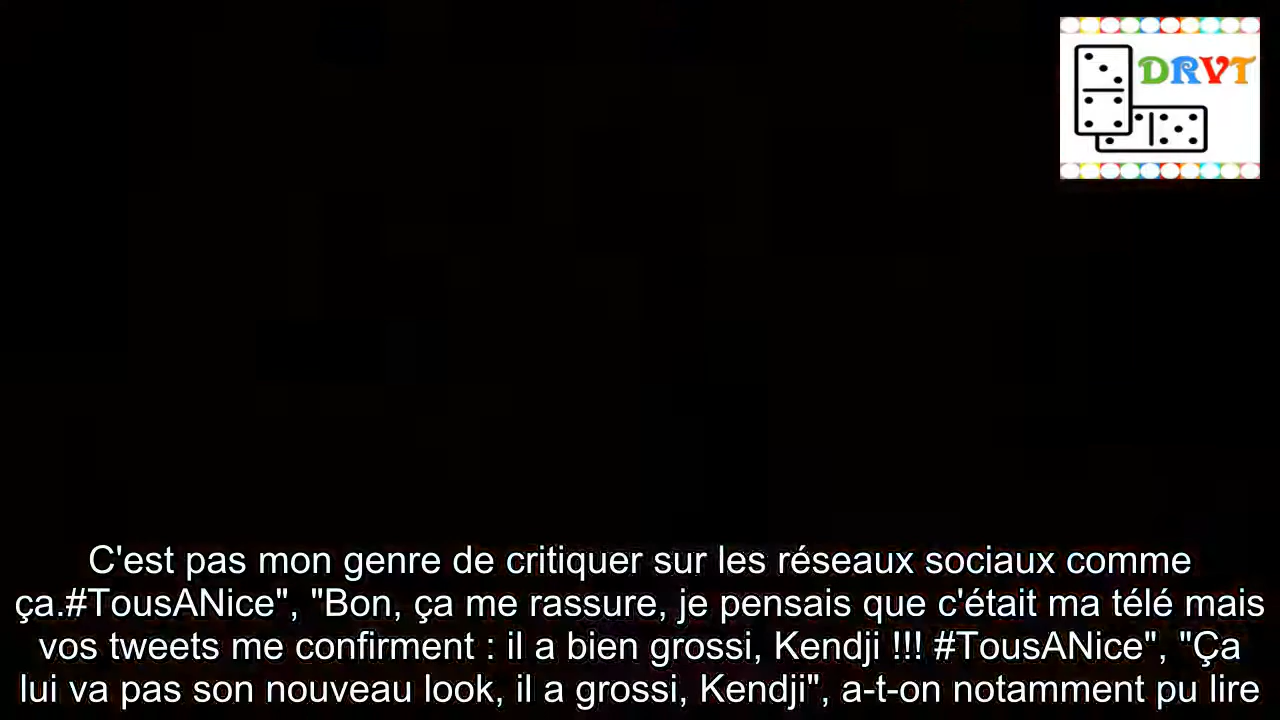 DRVT
C'est pas mon genre de critiquer sur les réseaux sociaux comme
ça.#TousANice", "Bon, ça me rassure, je pensais que c'était ma télé mais
vos tweets me confirment : il a bien grossi, Kendji !!! #TousANice", "Ça
lui va pas son nouveau look, il a grossi, Kendji", a-t-on notamment pu lire